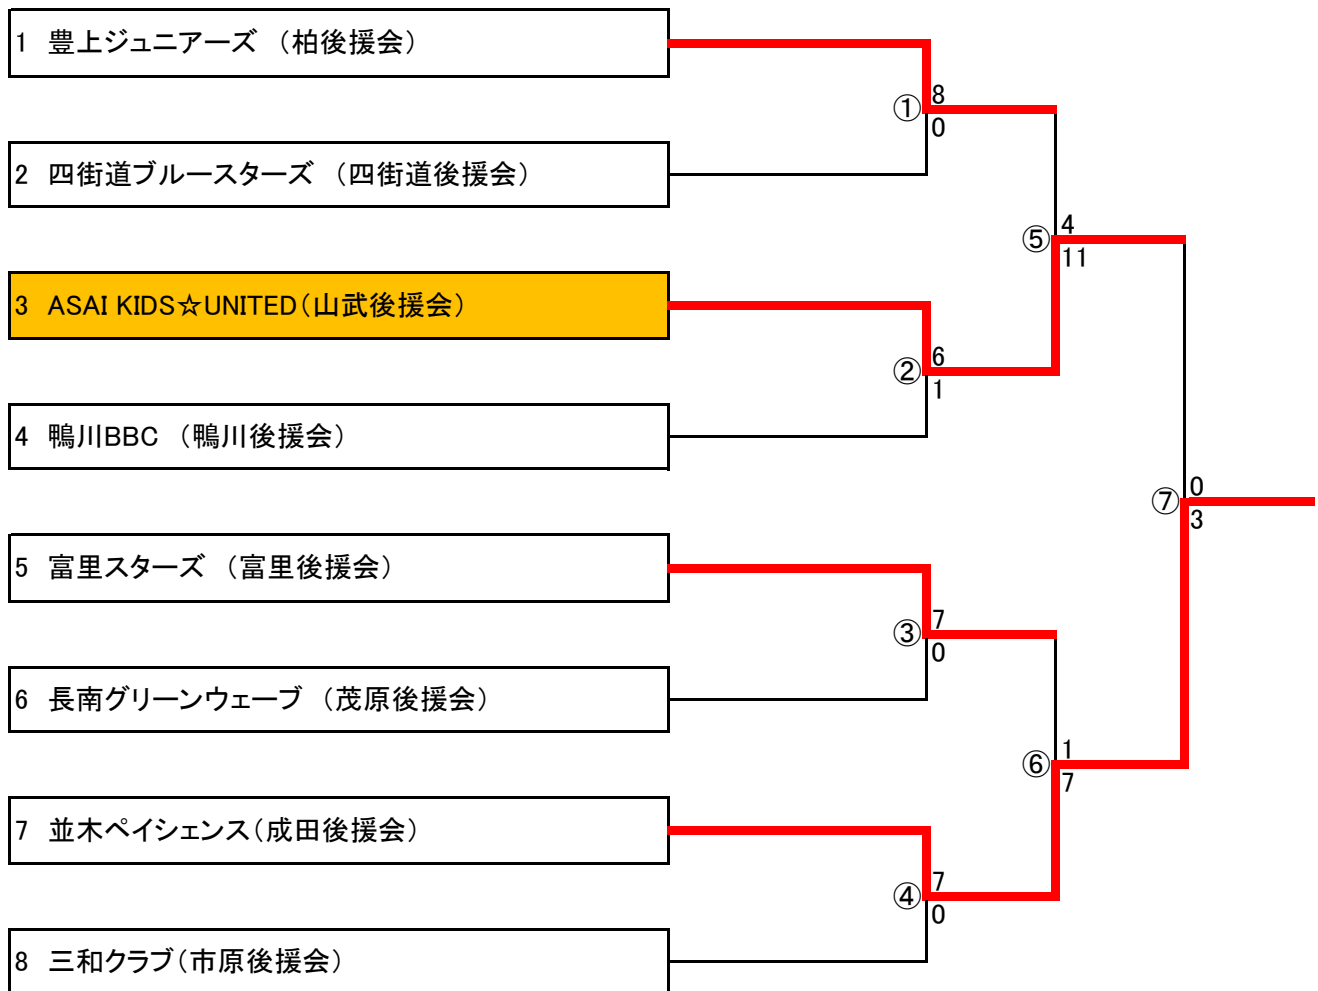 1 豊上ジュニアーズ （柏後援会）
8
①
0
2 四街道ブルースターズ （四街道後援会）
4
⑤
11
3 ASAI KIDS☆UNITED（山武後援会）
6
②
1
4 鴨川BBC （鴨川後援会）
0
⑦
3
5 富里スターズ （富里後援会）
7
③
0
6 長南グリーンウェーブ （茂原後援会）
1
⑥
7
7 並木ペイシェンス（成田後援会）
7
④
0
8 三和クラブ（市原後援会）